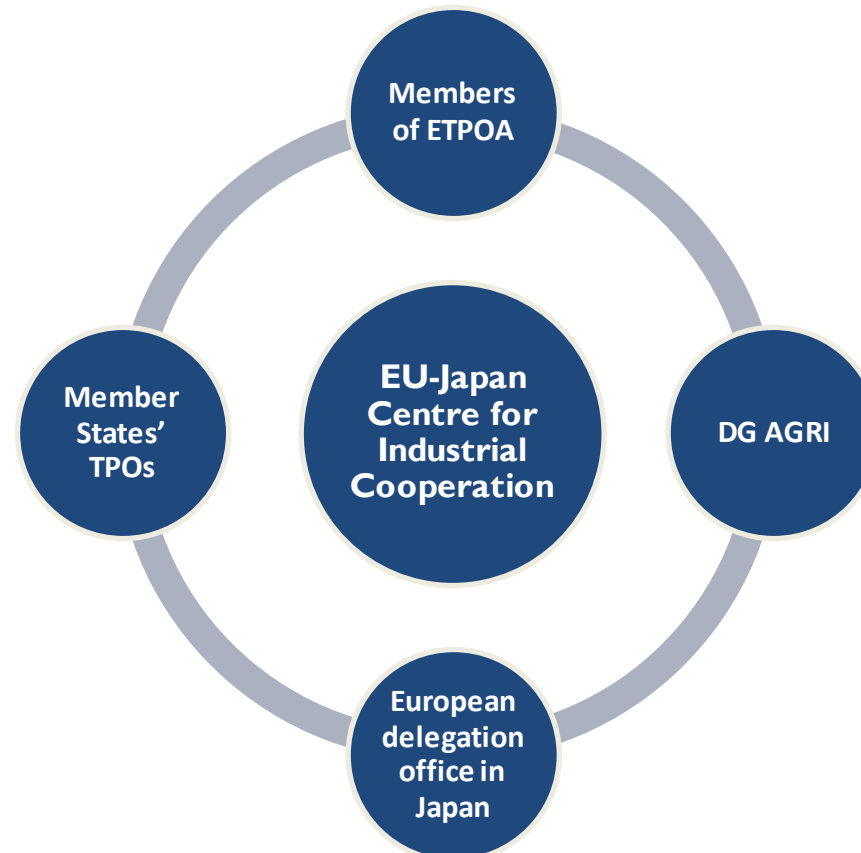 Members
of ETPOA
Member
States’
TPOs
EU-Japan
Centre for
Industrial
Cooperation
DG AGRI
European
delegation
office in
Japan